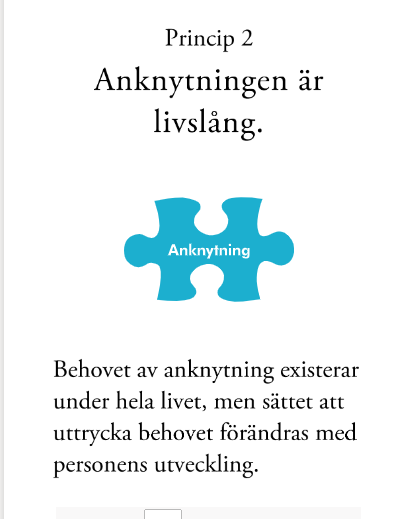 Princip 2
Anknytningen är
livslång.
Anknytning
Behovet av anknytning existerar
under hela livet, men sättet att
uttrycka behovet förändras med
personens utveckling.